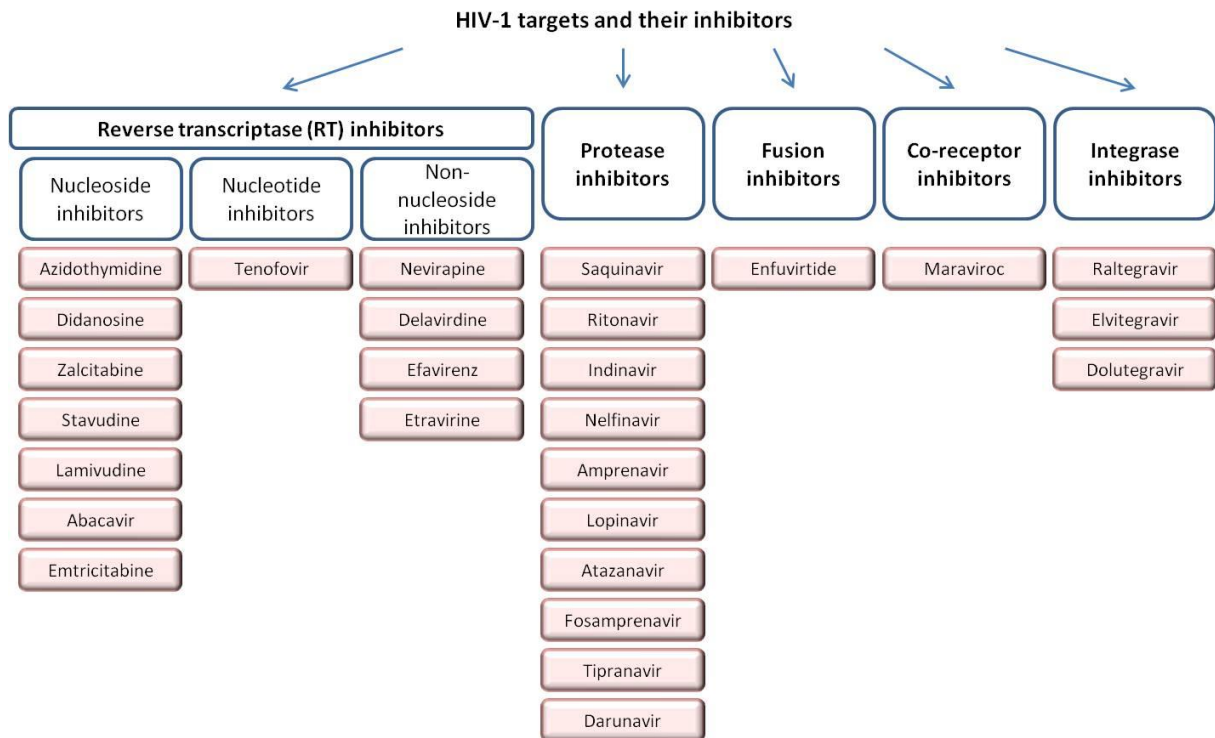 HIV-1 targets and their inhibitors
Reverse transcriptase (RT) inhibitors
Nucleoside
inhibitors
Azidothymidine
Didanosine
Zalcitabine
Stavudine
Lamivudine
Abacavir
Emtricitabine
Nucleotide
inhibitors
Tenofovir
Non-
nucleoside
inhibitors
Nevirapine
Delavirdine
Efavirenz
Etravirine
Protease
inhibitors
Saquinavir
Ritonavir
Indinavir
Nelfinavir
Amprenavir
Lopinavir
Atazanavir
Fosamprenavir
Tipranavir
Darunavir
Fusion
inhibitors
Enfuvirtide
Co-receptor
inhibitors
Maraviroc
Integrase
inhibitors
Raltegravir
Elvitegravir
Dolutegravir